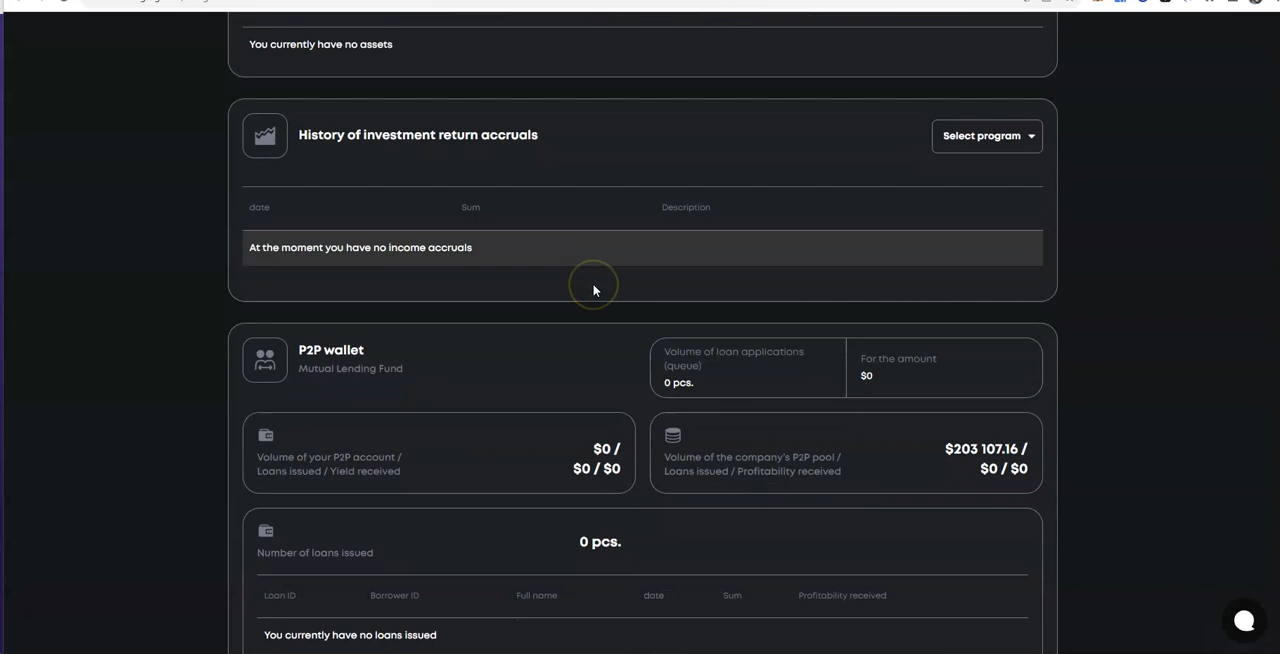 You currently have no assets
History of investment return accruals
Select program
date
Sum
Description
At the moment you have no income accruals
P2P wallet
Mutual Lending Fund
Volume of loan applications
(queue)
0 pcs.
For the amount
$0
Volume of your P2P account /
Loans issued / Yield received
$0 /
$0 / $0
Volume of the company's P2P pool /
Loans issued / Profitability received
$203 107.16 /
$0 / $0
Number of loans issued
0 pcs.
Loan ID
Borrower ID
Full name
date
Sum
Profitability received
You currently have no loans issued